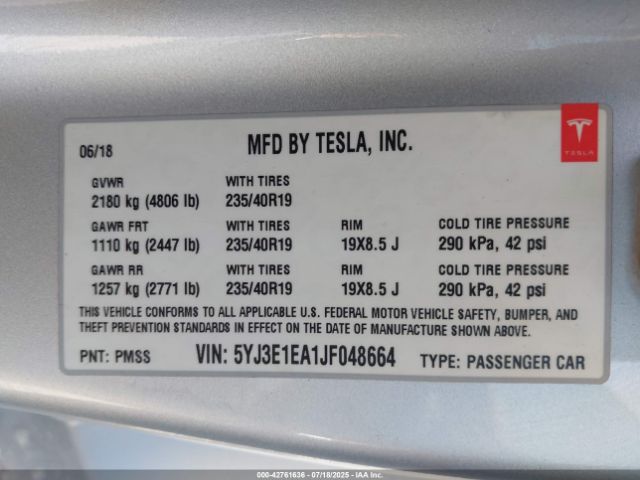 06/18 MFD BY TESLA, INC.
TESLA
GVWR WITH TIRES
2180 kg (4806 lb) 235/40R19
GAWR FRT WITH TIRES RIM COLD TIRE PRESSURE
1110 kg (2447 lb) 235/40R19 19X8.5 J 290 kPa, 42 psi
GAWR RR WITH TIRES RIM COLD TIRE PRESSURE
1257 kg (2771 lb) 235/40R19 19X8.5 J 290 kPa, 42 psi
THIS VEHICLE CONFORMS TO ALL APPLICABLE U.S. FEDERAL MOTOR VEHICLE SAFETY, BUMPER, AND
THEFT PREVENTION STANDARDS IN EFFECT ON THE DATE OF MANUFACTURE SHOWN ABOVE.
PNT: PMSS VIN: 5YJ3E1EA1JF048664 TYPE: PASSENGER CAR
000-42761636 - 07/18/2025 - IAAI.COM